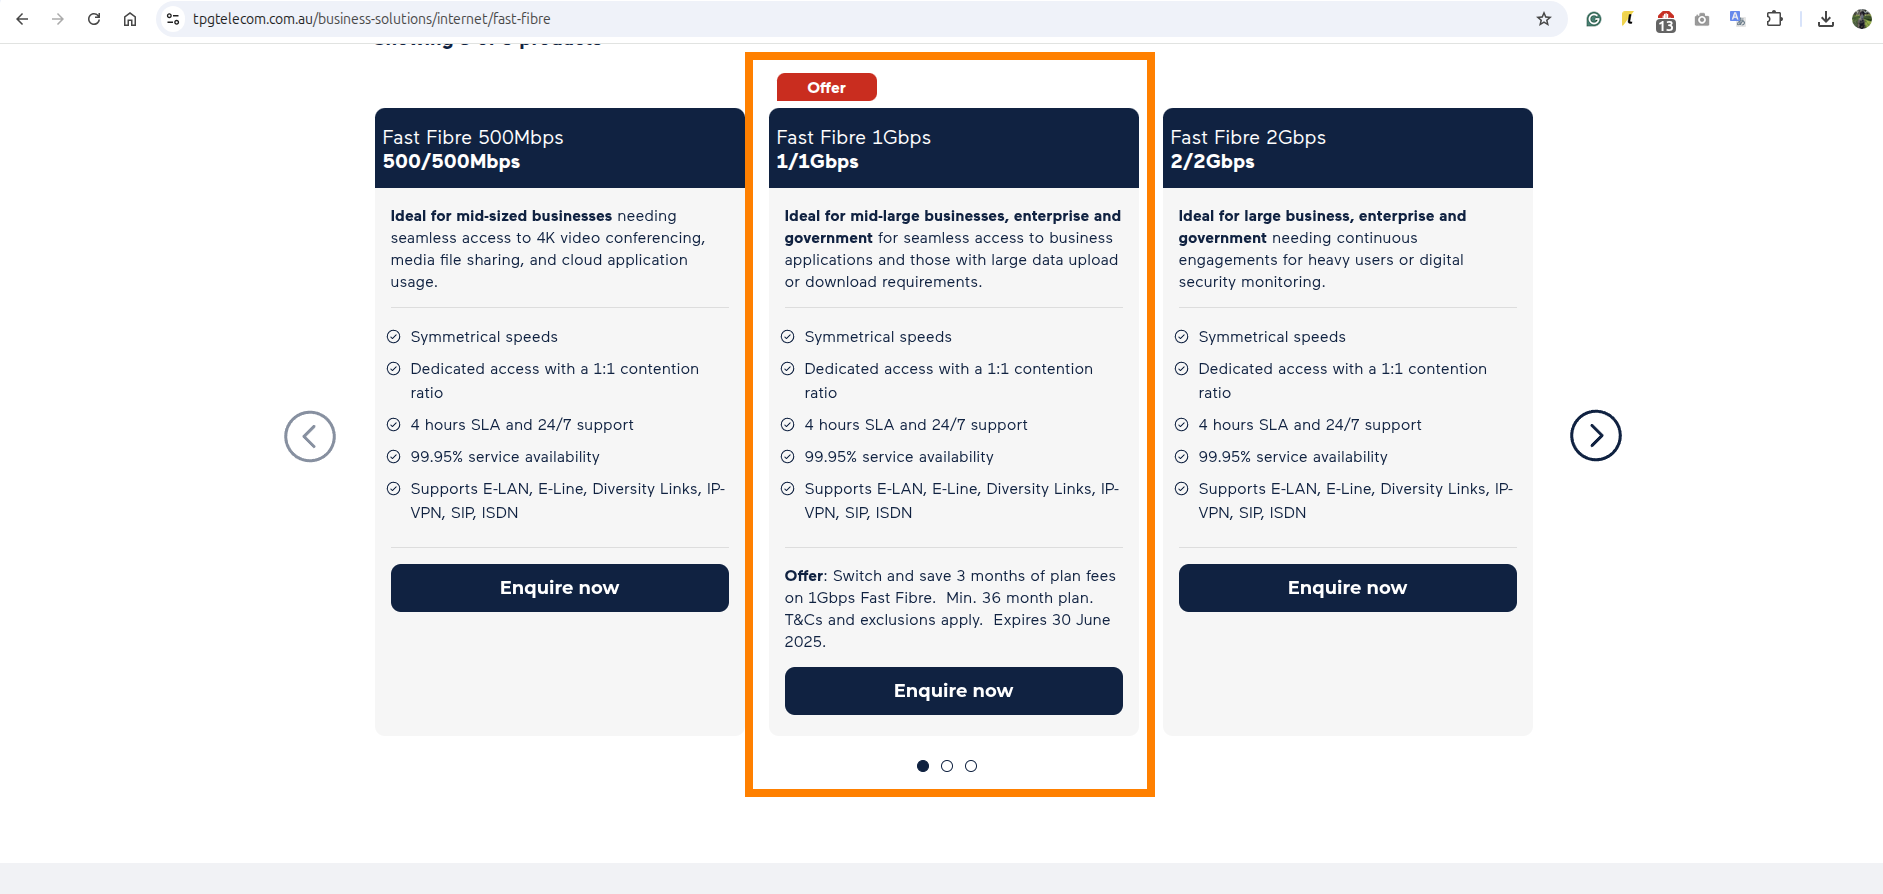 tpgtelecom.com.au/business-solutions/internet/fast-fibre
13
Offer
Fast Fibre 500Mbps
500/500Mbps
Ideal for mid-sized businesses needing
seamless access to 4K video conferencing,
media file sharing, and cloud application
usage.
Symmetrical speeds
Dedicated access with a 1:1 contention
ratio
4 hours SLA and 24/7 support
99.95% service availability
Supports E-LAN, E-Line, Diversity Links, IP-
VPN, SIP, ISDN
Enquire now
Fast Fibre 1Gbps
1/1Gbps
Ideal for mid-large businesses, enterprise and
government for seamless access to business
applications and those with large data upload
or download requirements.
Symmetrical speeds
Dedicated access with a 1:1 contention
ratio
4 hours SLA and 24/7 support
99.95% service availability
Supports E-LAN, E-Line, Diversity Links, IP-
VPN, SIP, ISDN
Offer: Switch and save 3 months of plan fees
on 1Gbps Fast Fibre.  Min. 36 month plan.
T&Cs and exclusions apply.  Expires 30 June
2025.
Enquire now
Fast Fibre 2Gbps
2/2Gbps
Ideal for large business, enterprise and
government needing continuous
engagements for heavy users or digital
security monitoring.
Symmetrical speeds
Dedicated access with a 1:1 contention
ratio
4 hours SLA and 24/7 support
99.95% service availability
Supports E-LAN, E-Line, Diversity Links, IP-
VPN, SIP, ISDN
Enquire now